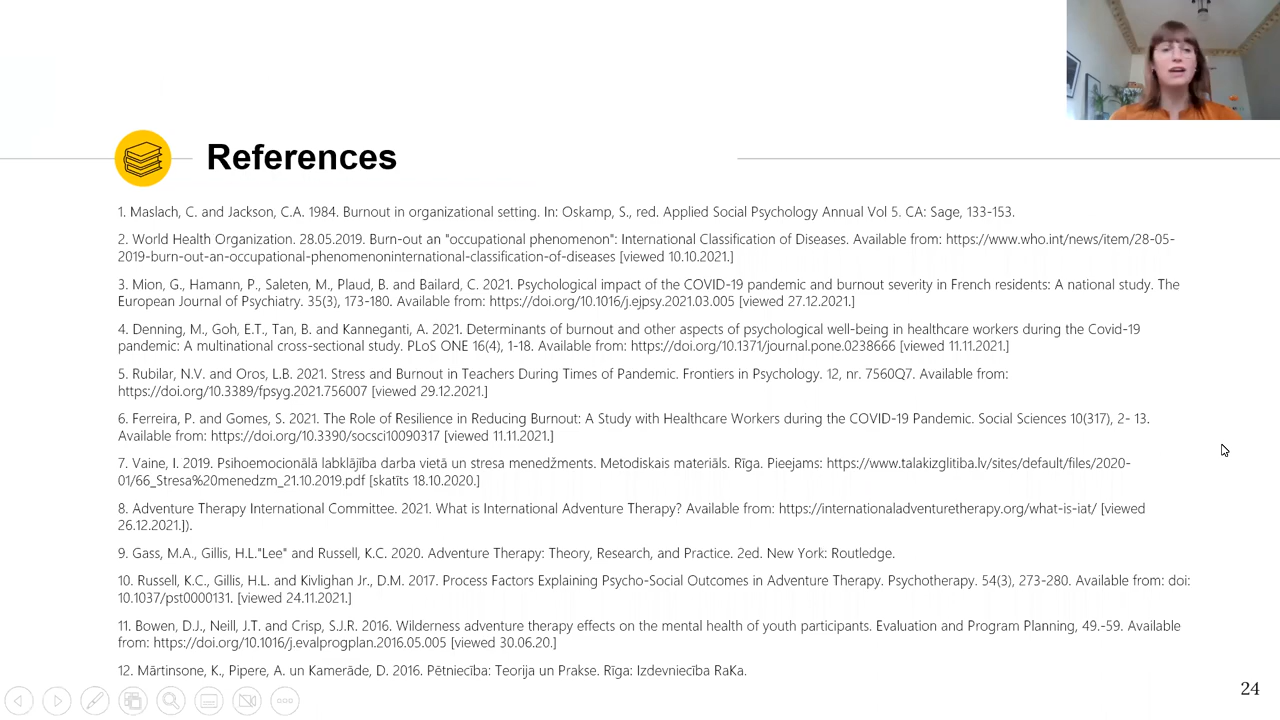 References
1. Maslach, C. and Jackson, C.A. 1984. Burnout in organizational setting. In: Oskamp, S., red. Applied Social Psychology Annual Vol 5. CA: Sage, 133-153.
2. World Health Organization. 28.05.2019. Burn-out an "occupational phenomenon": International Classification of Diseases. Available from: https://www.who.int/news/item/28-05-
2019-burn-out-an-occupational-phenomenoninternational-classification-of-diseases [viewed 10.10.2021.]
3. Mion, G., Hamann, P., Saleten, M., Plaud, B. and Bailard, C. 2021. Psychological impact of the COVID-19 pandemic and burnout severity in French residents: A national study. The
European Journal of Psychiatry. 35(3), 173-180. Available from: https://doi.org/10.1016/j.ejpsy.2021.03.005 [viewed 27.12.2021.]
4. Denning, M., Goh, E.T., Tan, B. and Kanneganti, A. 2021. Determinants of burnout and other aspects of psychological well-being in healthcare workers during the Covid-19
pandemic: A multinational cross-sectional study. PLoS ONE 16(4), 1-18. Available from: https://doi.org/10.1371/journal.pone.0238666 [viewed 11.11.2021.]
5. Rubilar, N.V. and Oros, L.B. 2021. Stress and Burnout in Teachers During Times of Pandemic. Frontiers in Psychology. 12, nr. 7560Q7. Available from:
https://doi.org/10.3389/fpsyg.2021.756007 [viewed 29.12.2021.]
6. Ferreira, P. and Gomes, S. 2021. The Role of Resilience in Reducing Burnout: A Study with Healthcare Workers during the COVID-19 Pandemic. Social Sciences 10(317), 2- 13.
Available from: https://doi.org/10.3390/socsci10090317 [viewed 11.11.2021.]
7. Vaine, I. 2019. Psihoemocionālā labklājība darba vietā un stresa menedžments. Metodiskais materiāls. Rīga. Pieejams: https://www.talakizglitiba.lv/sites/default/files/2020-
01/66_Stresa%20menedzm_21.10.2019.pdf [skatīts 18.10.2020.]
8. Adventure Therapy International Committee. 2021. What is International Adventure Therapy? Available from: https://internationaladventuretherapy.org/what-is-iat/ [viewed
26.12.2021.]).
9. Gass, M.A., Gillis, H.L."Lee" and Russell, K.C. 2020. Adventure Therapy: Theory, Research, and Practice. 2ed. New York: Routledge.
10. Russell, K.C., Gillis, H.L. and Kivlighan Jr., D.M. 2017. Process Factors Explaining Psycho-Social Outcomes in Adventure Therapy. Psychotherapy. 54(3), 273-280. Available from: doi:
10.1037/pst0000131. [viewed 24.11.2021.]
11. Bowen, D.J., Neill, J.T. and Crisp, S.J.R. 2016. Wilderness adventure therapy effects on the mental health of youth participants. Evaluation and Program Planning, 49.-59. Available
from: https://doi.org/10.1016/j.evalprogplan.2016.05.005 [viewed 30.06.20.]
12. Mārtinsone, K., Pipere, A. un Kamerāde, D. 2016. Pētniecība: Teorija un Prakse. Rīga: Izdevniecība RaKa.
24